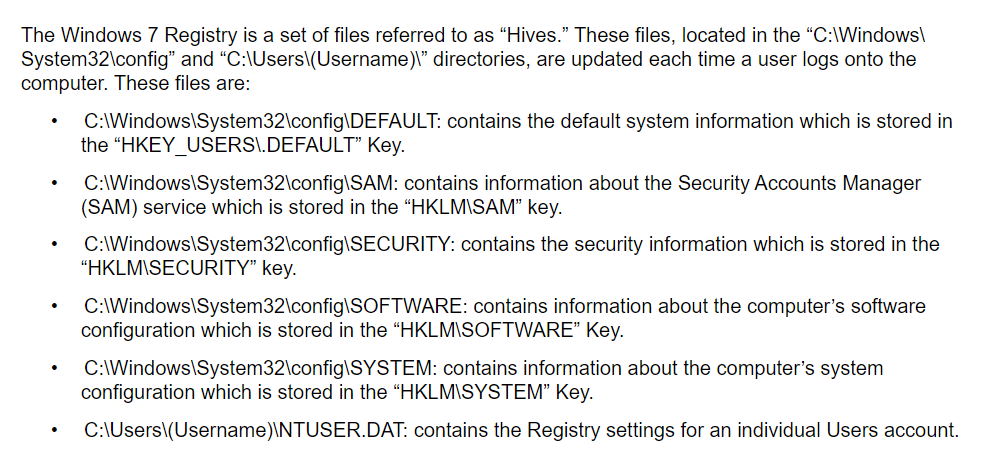 The Windows 7 Registry is a set of files referred to as “Hives.” These files, located in the “C:\Windows\
System32\config” and “C:\Users\(Username)\” directories, are updated each time a user logs onto the
computer. These files are:
• C:\Windows\System32\config\DEFAULT: contains the default system information which is stored in
the “HKEY_USERS\.DEFAULT” Key.
• C:\Windows\System32\config\SAM: contains information about the Security Accounts Manager
(SAM) service which is stored in the “HKLM\SAM” key.
• C:\Windows\System32\config\SECURITY: contains the security information which is stored in the
“HKLM\SECURITY” key.
• C:\Windows\System32\config\SOFTWARE: contains information about the computer’s software
configuration which is stored in the “HKLM\SOFTWARE” Key.
• C:\Windows\System32\config\SYSTEM: contains information about the computer’s system
configuration which is stored in the “HKLM\SYSTEM” Key.
• C:\Users\(Username)\NTUSER.DAT: contains the Registry settings for an individual Users account.